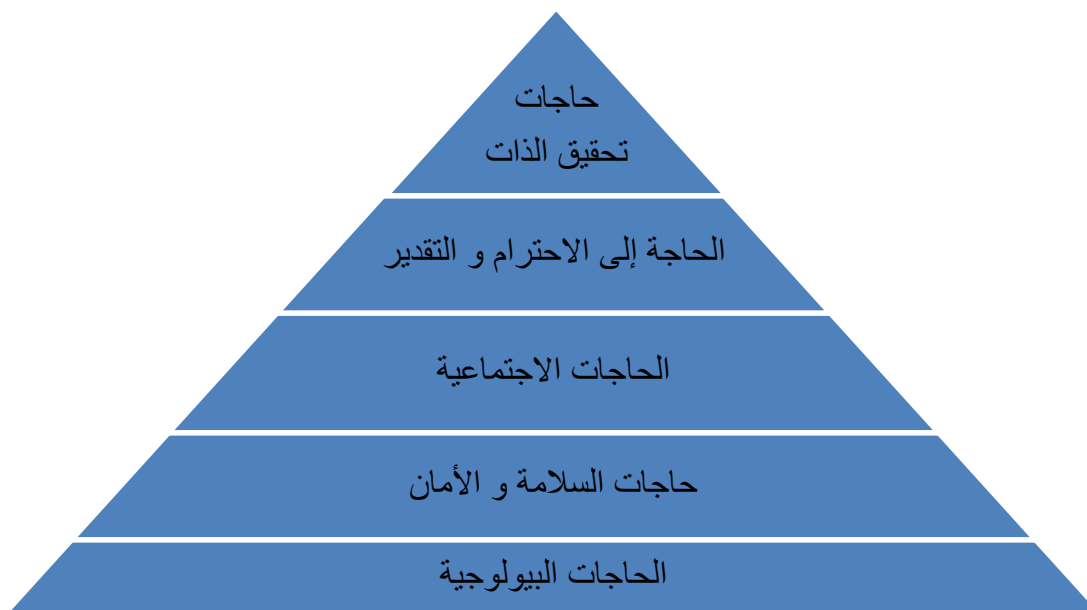 حاجات
تحقيق الذات
الحاجة إلى الاحترام و التقدير
الحاجات الاجتماعية
حاجات السلامة و الأمان
الحاجات البيولوجية